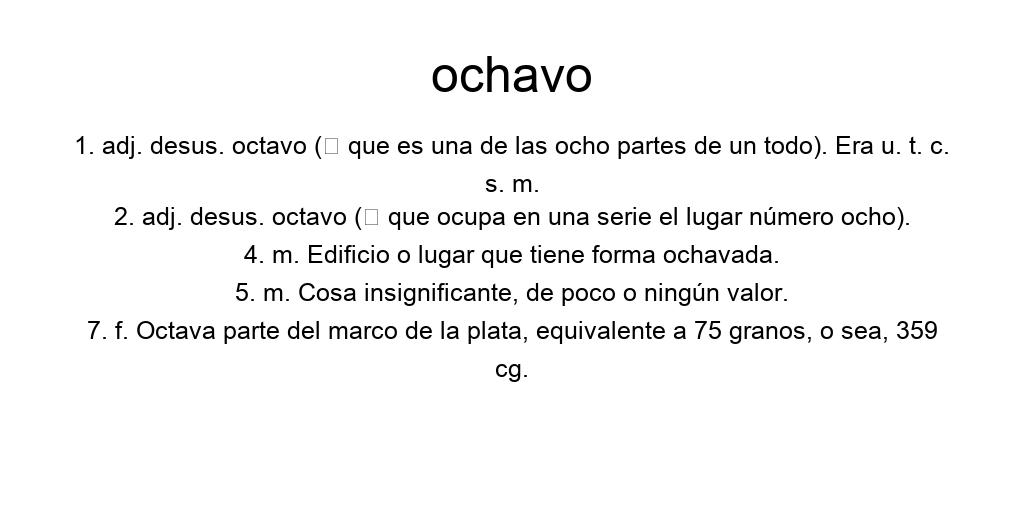 ochavo
1. adj. desus. octavo (□ que es una de las ocho partes de un todo). Era u. t. c.
s. m.
2. adj. desus. octavo (□ que ocupa en una serie el lugar número ocho).
4. m. Edificio o lugar que tiene forma ochavada.
5. m. Cosa insignificante, de poco o ningún valor.
7. f. Octava parte del marco de la plata, equivalente a 75 granos, o sea, 359
cg.